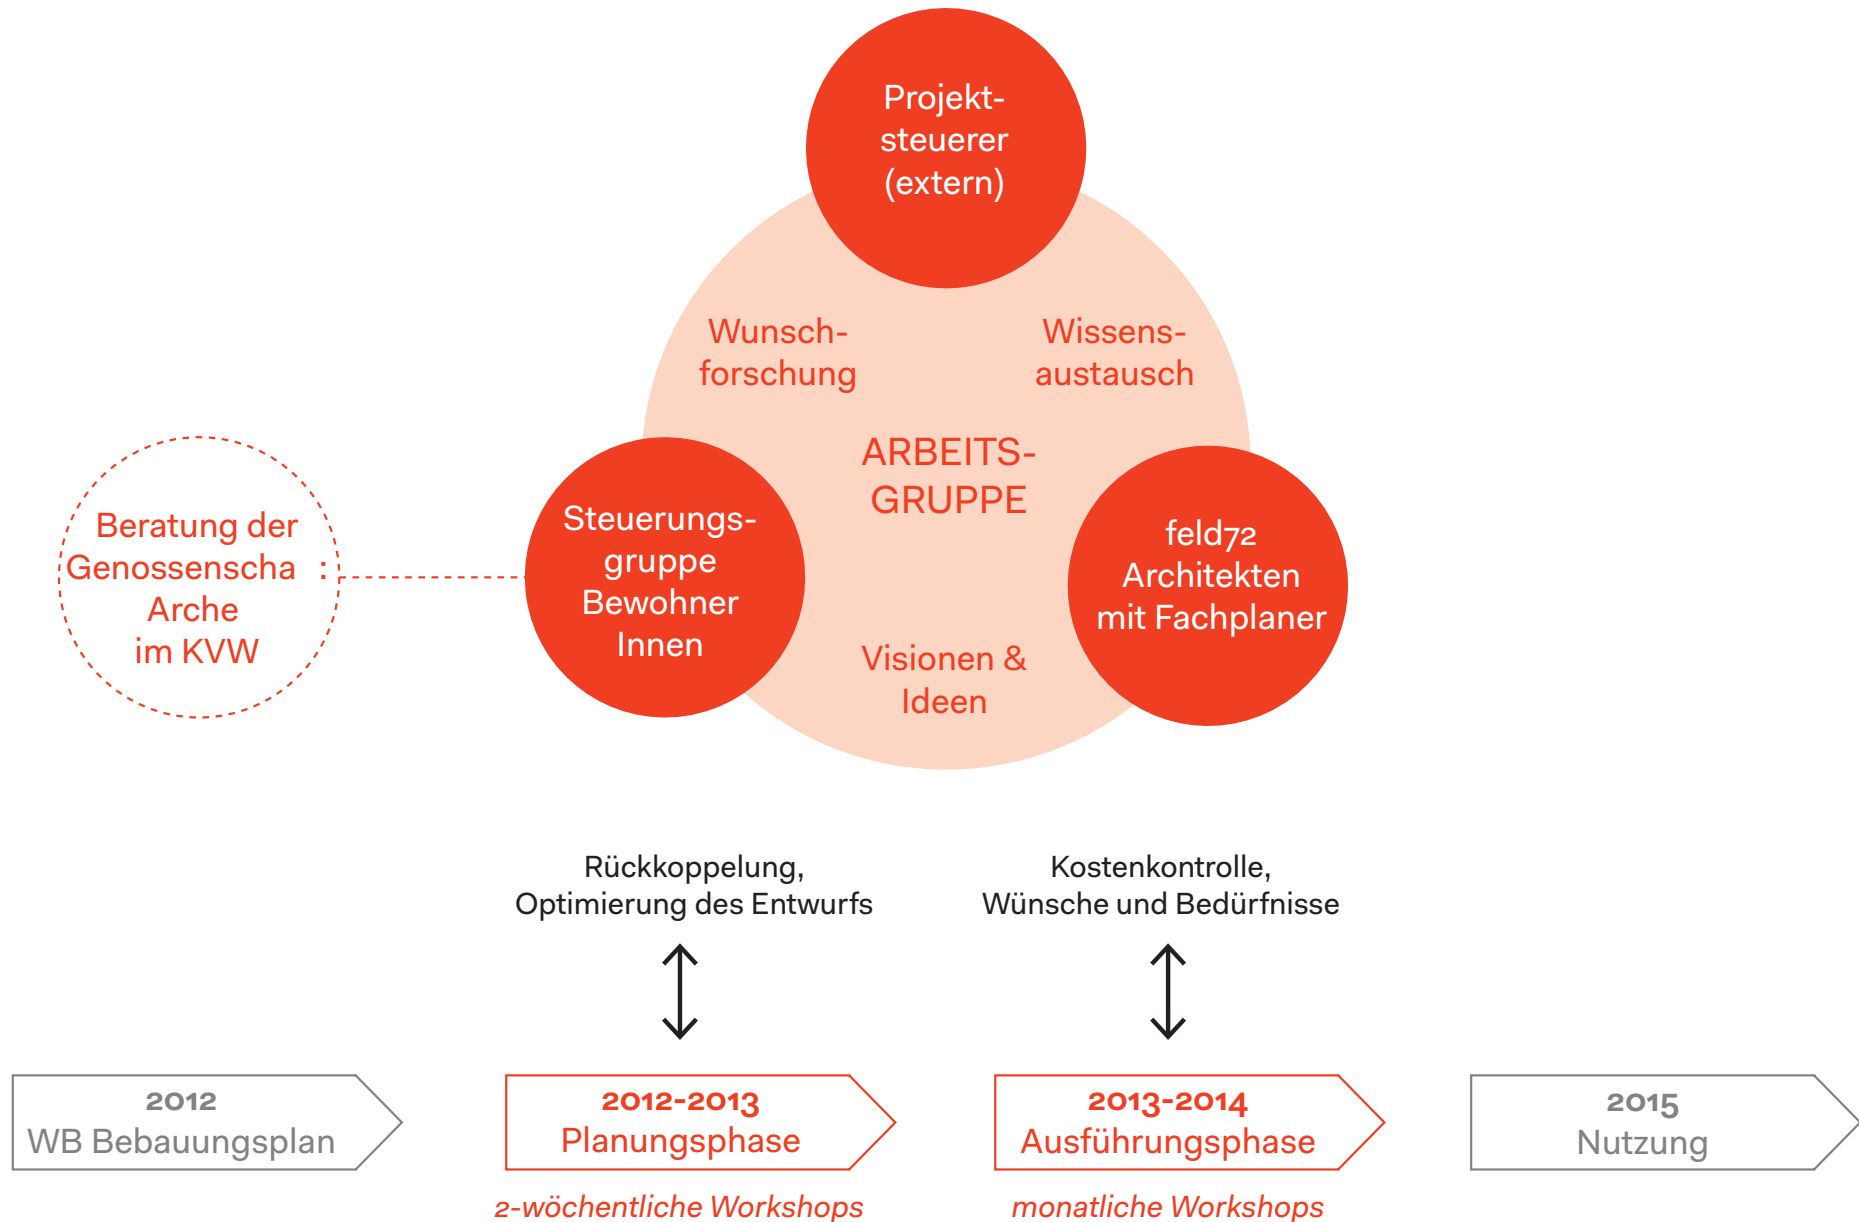 Projekt-
steuerer
(extern)
Wunsch-
forschung
Wissens-
austausch
ARBEITS-
GRUPPE
Beratung der
Genossenscha :
Arche
im KVW
Steuerungs-
gruppe
Bewohner
Innen
feld72
Architekten
mit Fachplaner
Visionen &
Ideen
Rückkoppelung,
Optimierung des Entwurfs
Kostenkontrolle,
Wünsche und Bedürfnisse
2012
WB Bebauungsplan
2012-2013
Planungsphase
2013-2014
Ausführungsphase
2015
Nutzung
2-wöchentliche Workshops
monatliche Workshops